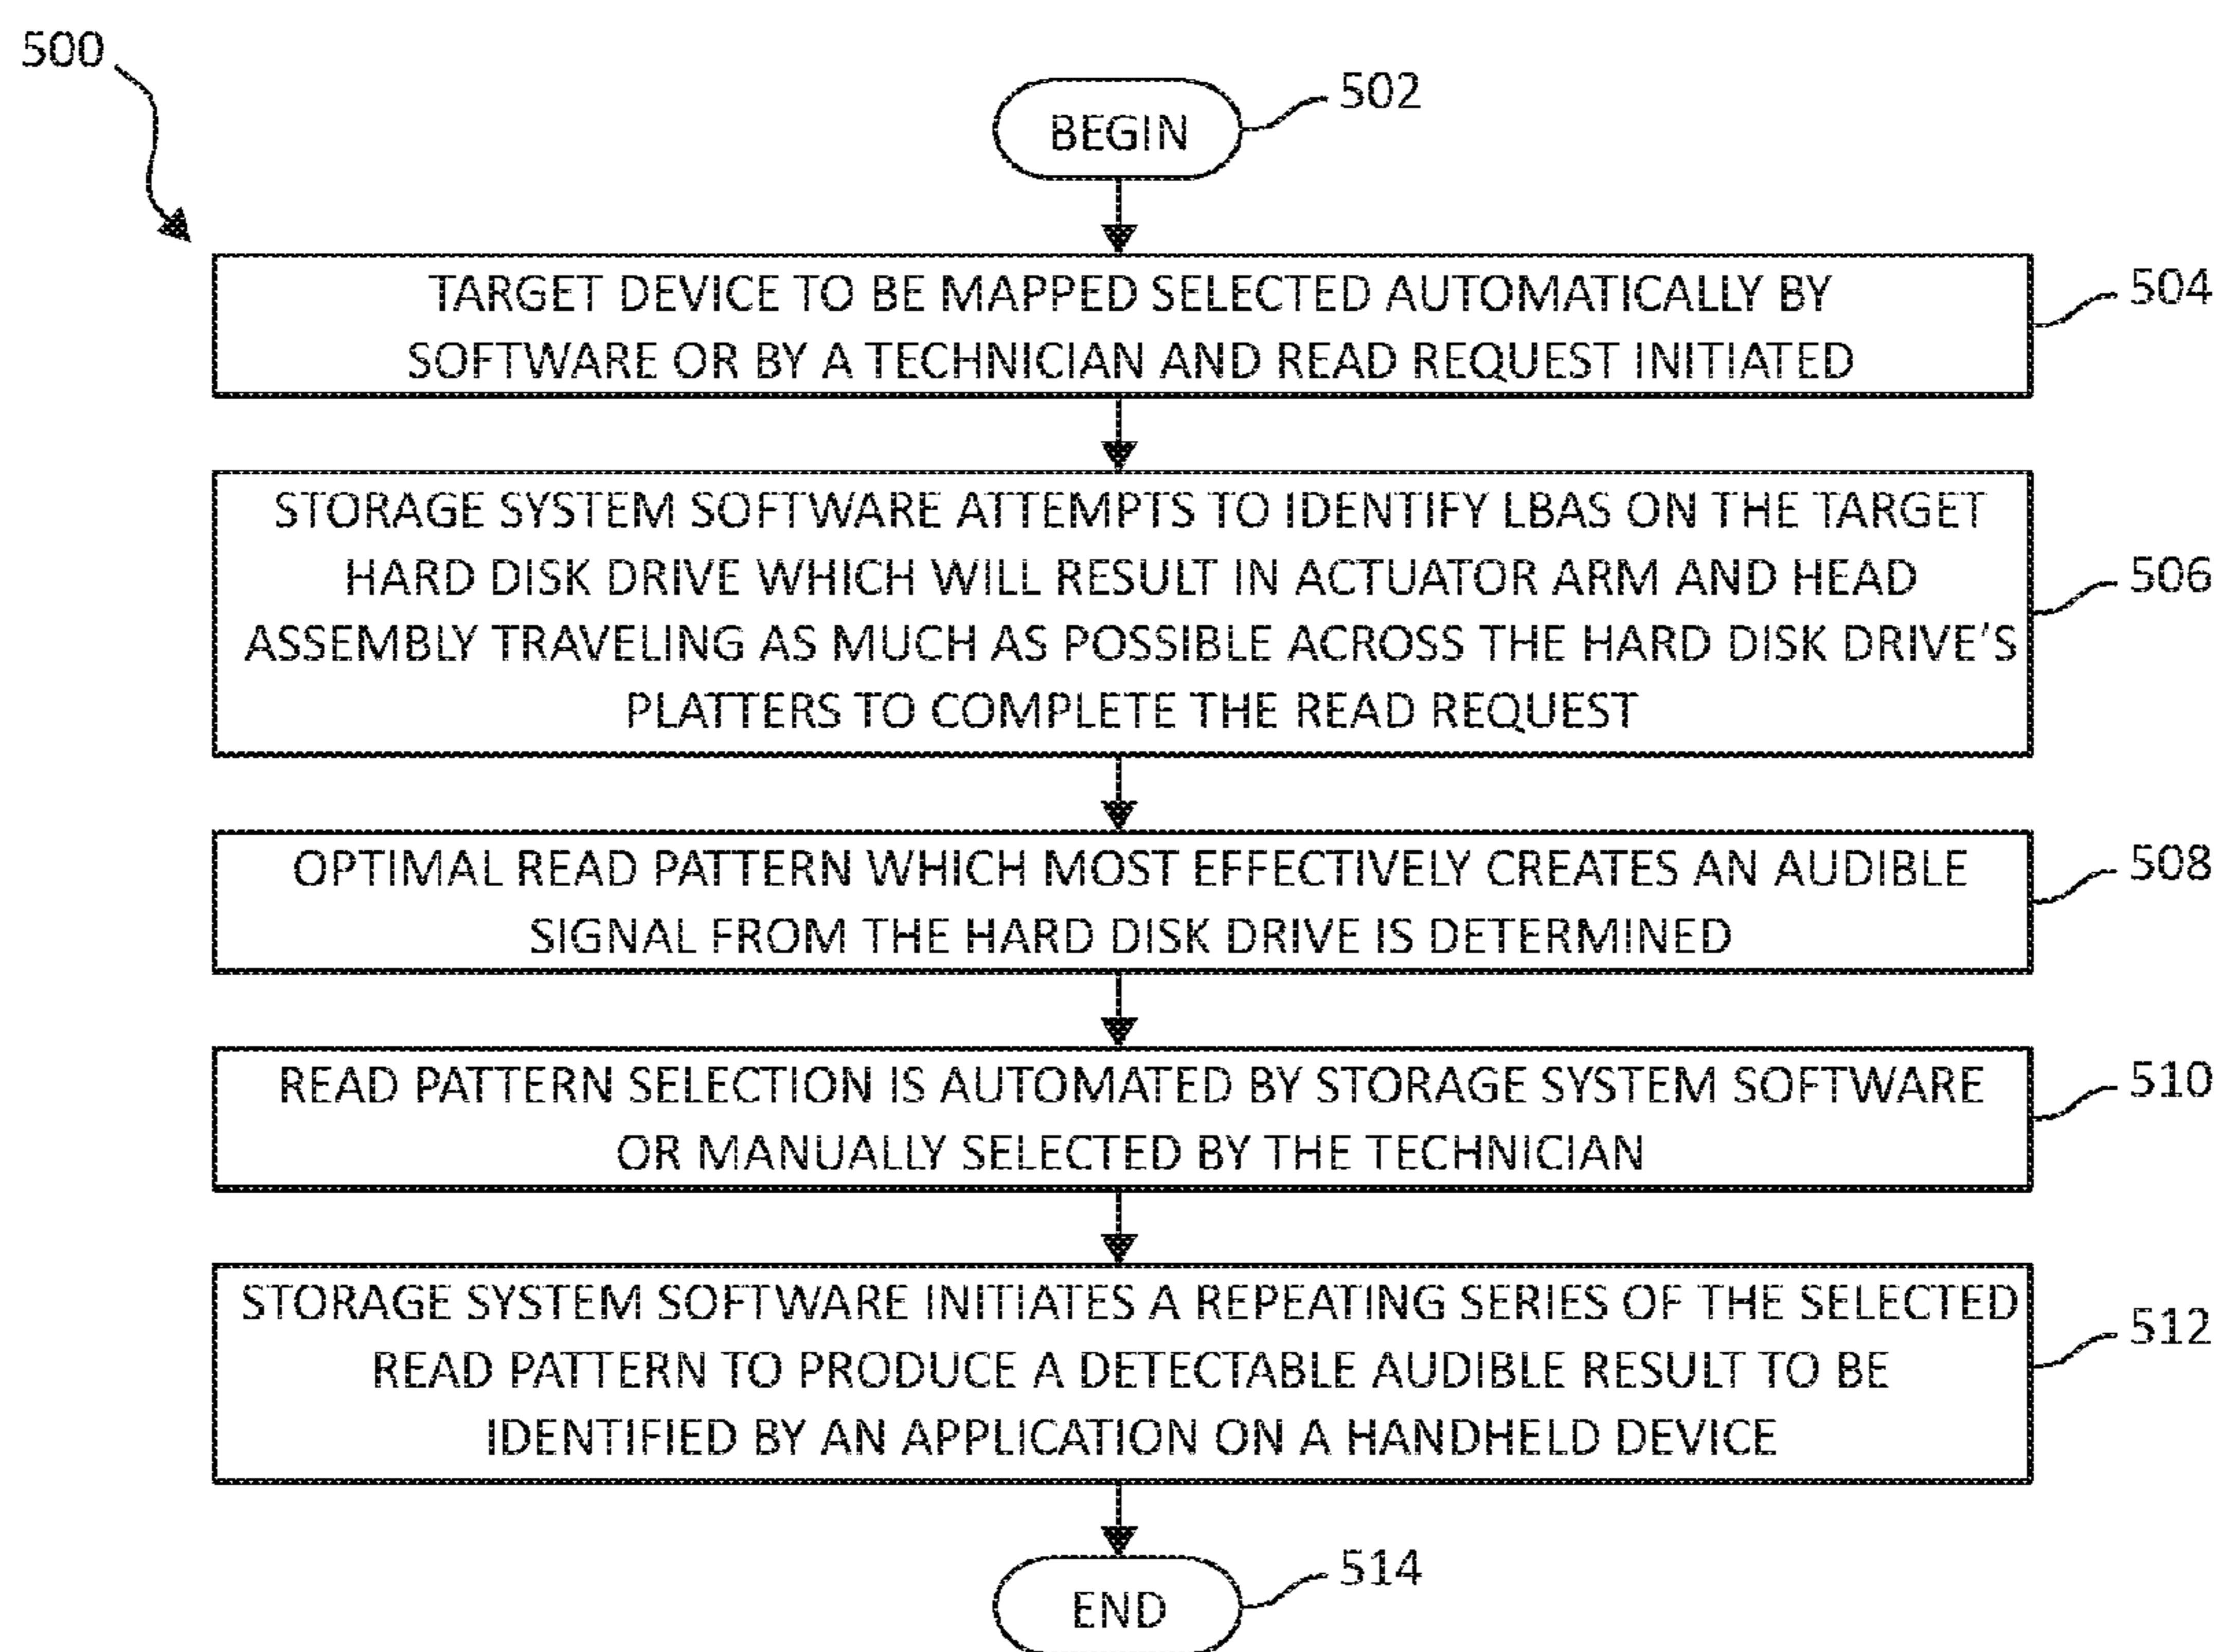 500
BEGIN
502
TARGET DEVICE TO BE MAPPED SELECTED AUTOMATICALLY BY
SOFTWARE OR BY A TECHNICIAN AND READ REQUEST INITIATED
504
STORAGE SYSTEM SOFTWARE ATTEMPTS TO IDENTIFY LBAS ON THE TARGET
HARD DISK DRIVE WHICH WILL RESULT IN ACTUATOR ARM AND HEAD
ASSEMBLY TRAVELING AS MUCH AS POSSIBLE ACROSS THE HARD DISK DRIVE'S
PLATTERS TO COMPLETE THE READ REQUEST
506
OPTIMAL READ PATTERN WHICH MOST EFFECTIVELY CREATES AN AUDIBLE
SIGNAL FROM THE HARD DISK DRIVE IS DETERMINED
508
READ PATTERN SELECTION IS AUTOMATED BY STORAGE SYSTEM SOFTWARE
OR MANUALLY SELECTED BY THE TECHNICIAN
510
STORAGE SYSTEM SOFTWARE INITIATES A REPEATING SERIES OF THE SELECTED
READ PATTERN TO PRODUCE A DETECTABLE AUDIBLE RESULT TO BE
IDENTIFIED BY AN APPLICATION ON A HANDHELD DEVICE
512
END
514